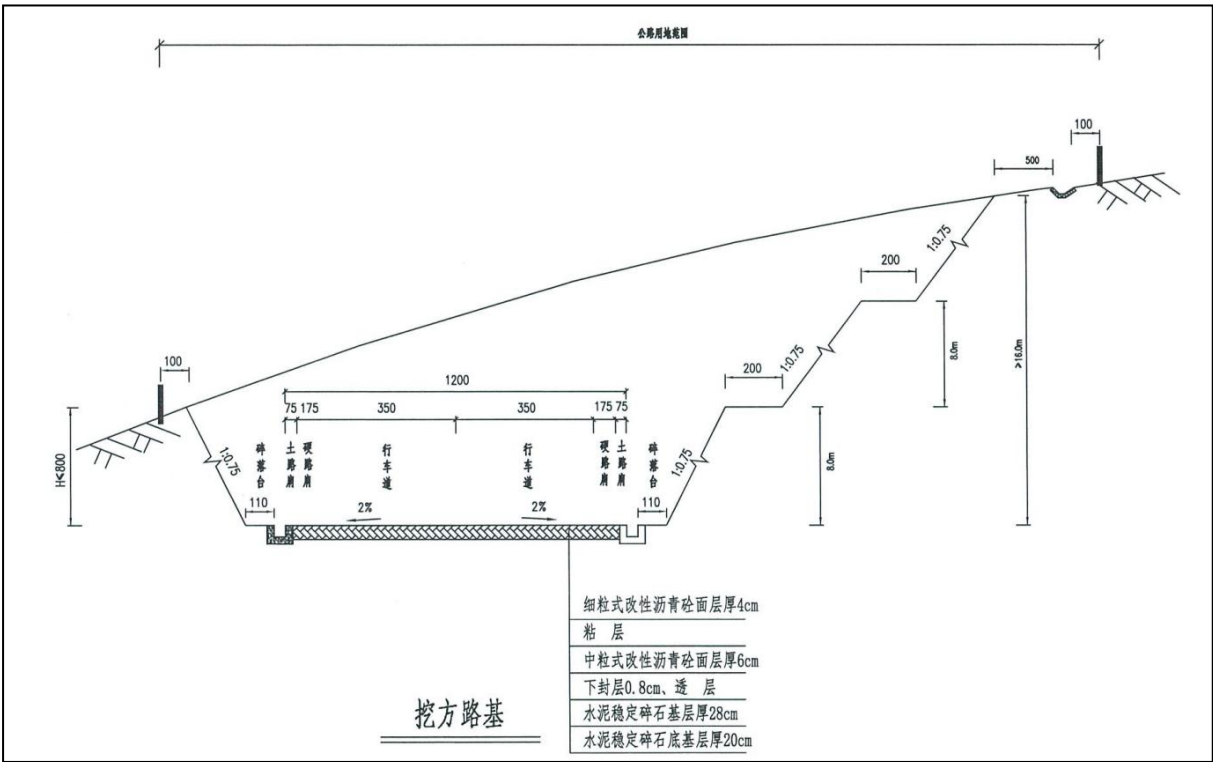 公路用地范围
100
500
1:0.75
200
8.0m
≥16.0m
100
1:0.75
200
1200
75 175 350 350 175 75
H≤800
1:0.75
碎落台
土路肩
硬路肩
行车道
行车道
硬路肩
土路肩
碎落台
1:0.75
8.0m
110
2%
2%
110
细粒式改性沥青砼面层厚4cm
粘 层
中粒式改性沥青砼面层厚6cm
下封层0.8cm、透 层
水泥稳定碎石基层厚28cm
水泥稳定碎石底基层厚20cm
挖方路基